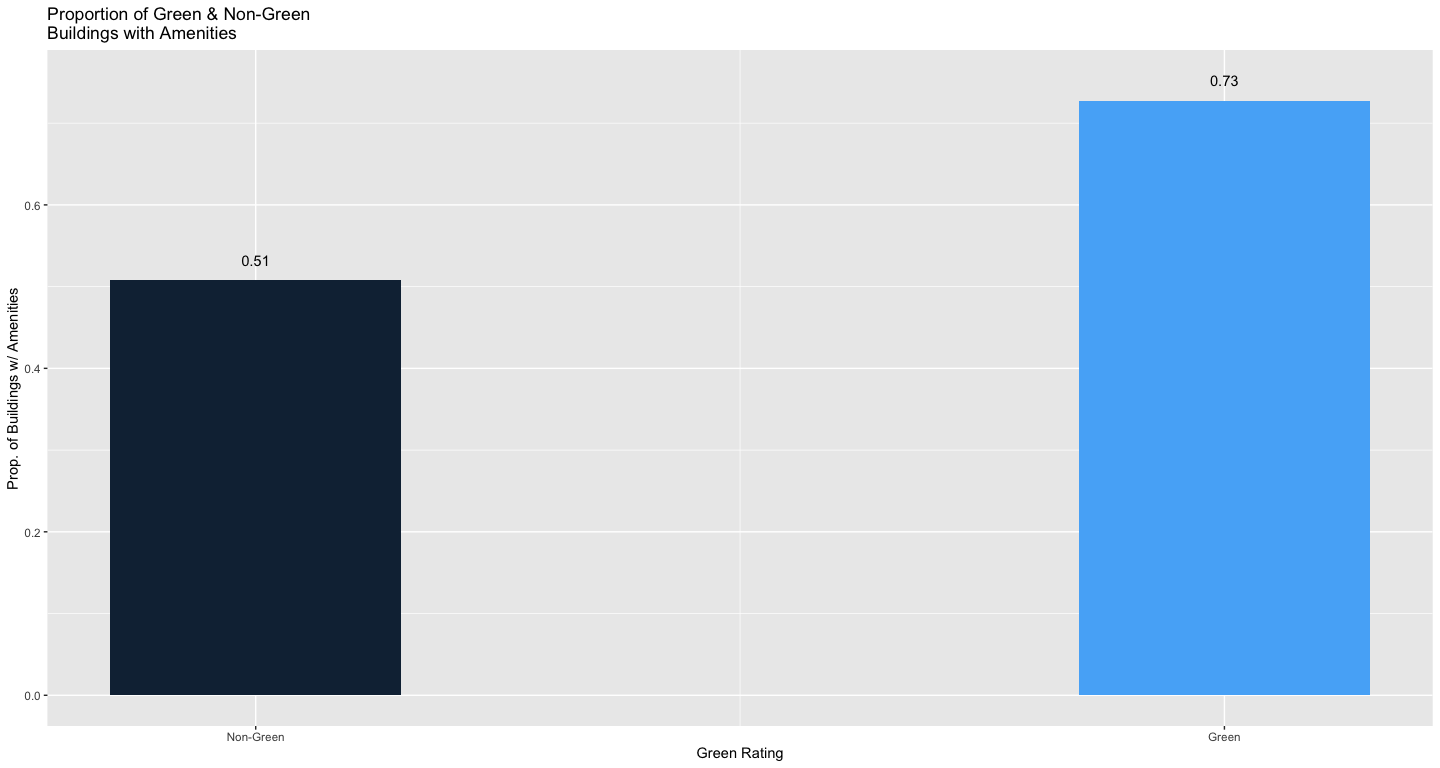 Proportion of Green & Non-Green
Buildings with Amenities
0.73
0.51
0.6
0.4
0.2
0.0
Prop. of Buildings w/ Amenities
Non-Green
Green
Green Rating